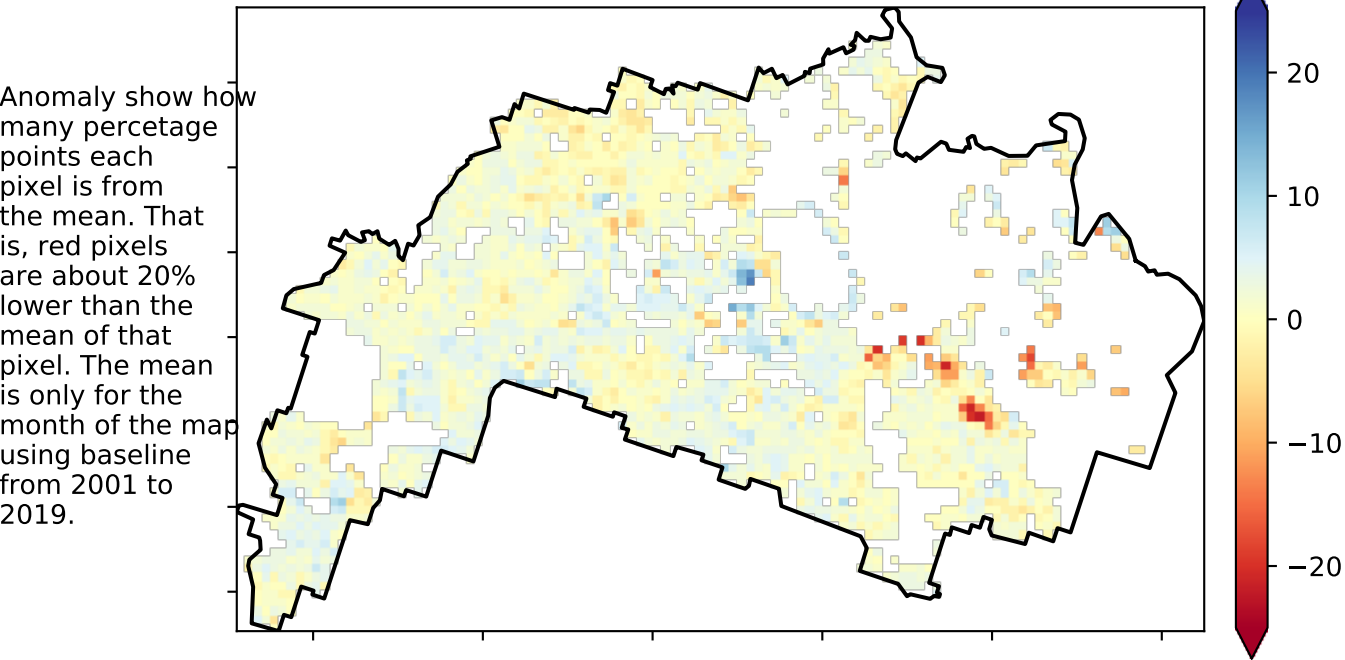 Anomaly show how
many percetage
points each
pixel is from
the mean. That
is, red pixels
are about 20%
lower than the
mean of that
pixel. The mean
is only for the
month of the map
using baseline
from 2001 to
2019.
20
10
0
−10
−20